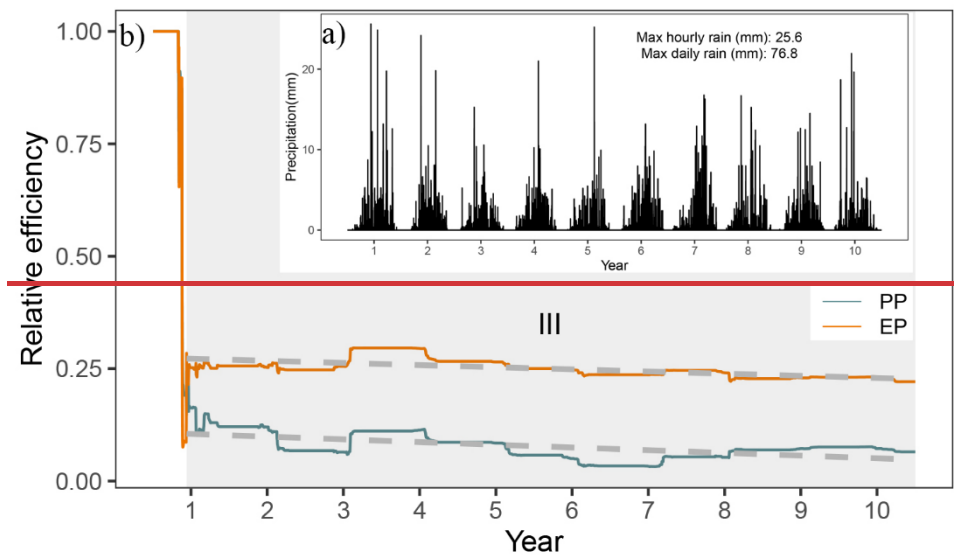 b)
Relative efficiency
1.00
0.75
0.50
0.25
0.00
a)
Max hourly rain (mm): 25.6
Max daily rain (mm): 76.8
Precipitation(mm)
20
10
0
1 2 3 4 5 6 7 8 9 10
Year
PP
EP
III
1 2 3 4 5 6 7 8 9 10
Year